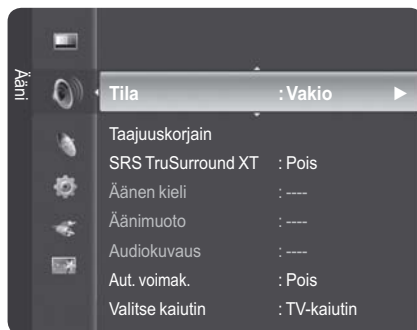 Ääni
Tila : Vakio ►
Taajuuskorjain
SRS TruSurround XT : Pois
Äänen kieli : ----
Äänimuoto : ----
Audiokuvaus : ----
Aut. voimak. : Pois
Valitse kaiutin : TV-kaiutin